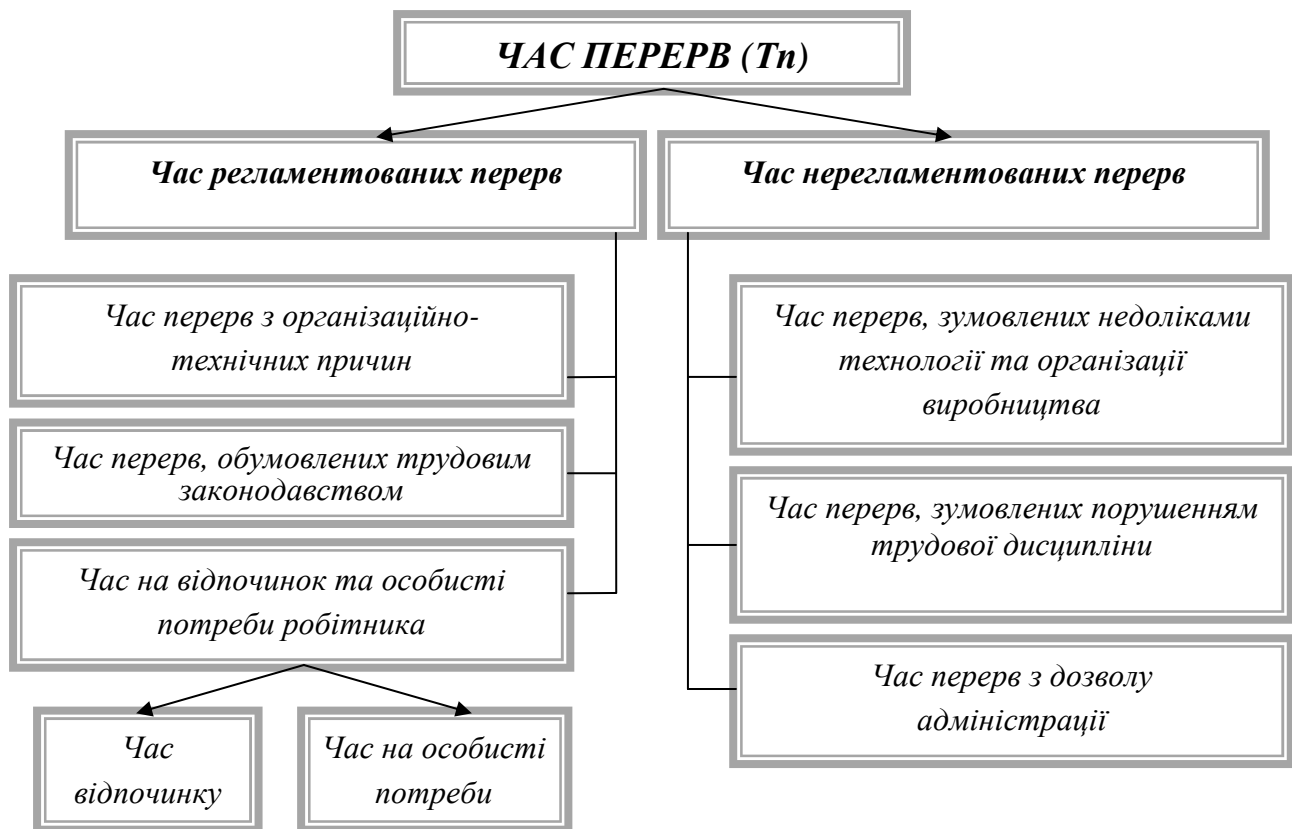 ЧАС ПЕРЕРВ (Тп)
Час регламентованих перерв
Час нерегламентованих перерв
Час перерв з організаційно-
технічних причин
Час перерв, обумовлених трудовим
законодавством
Час на відпочинок та особисті
потреби робітника
Час
відпочинку
Час на особисті
потреби
Час перерв, зумовлених недоліками
технології та організації
виробництва
Час перерв, зумовлених порушенням
трудової дисципліни
Час перерв з дозволу
адміністрації